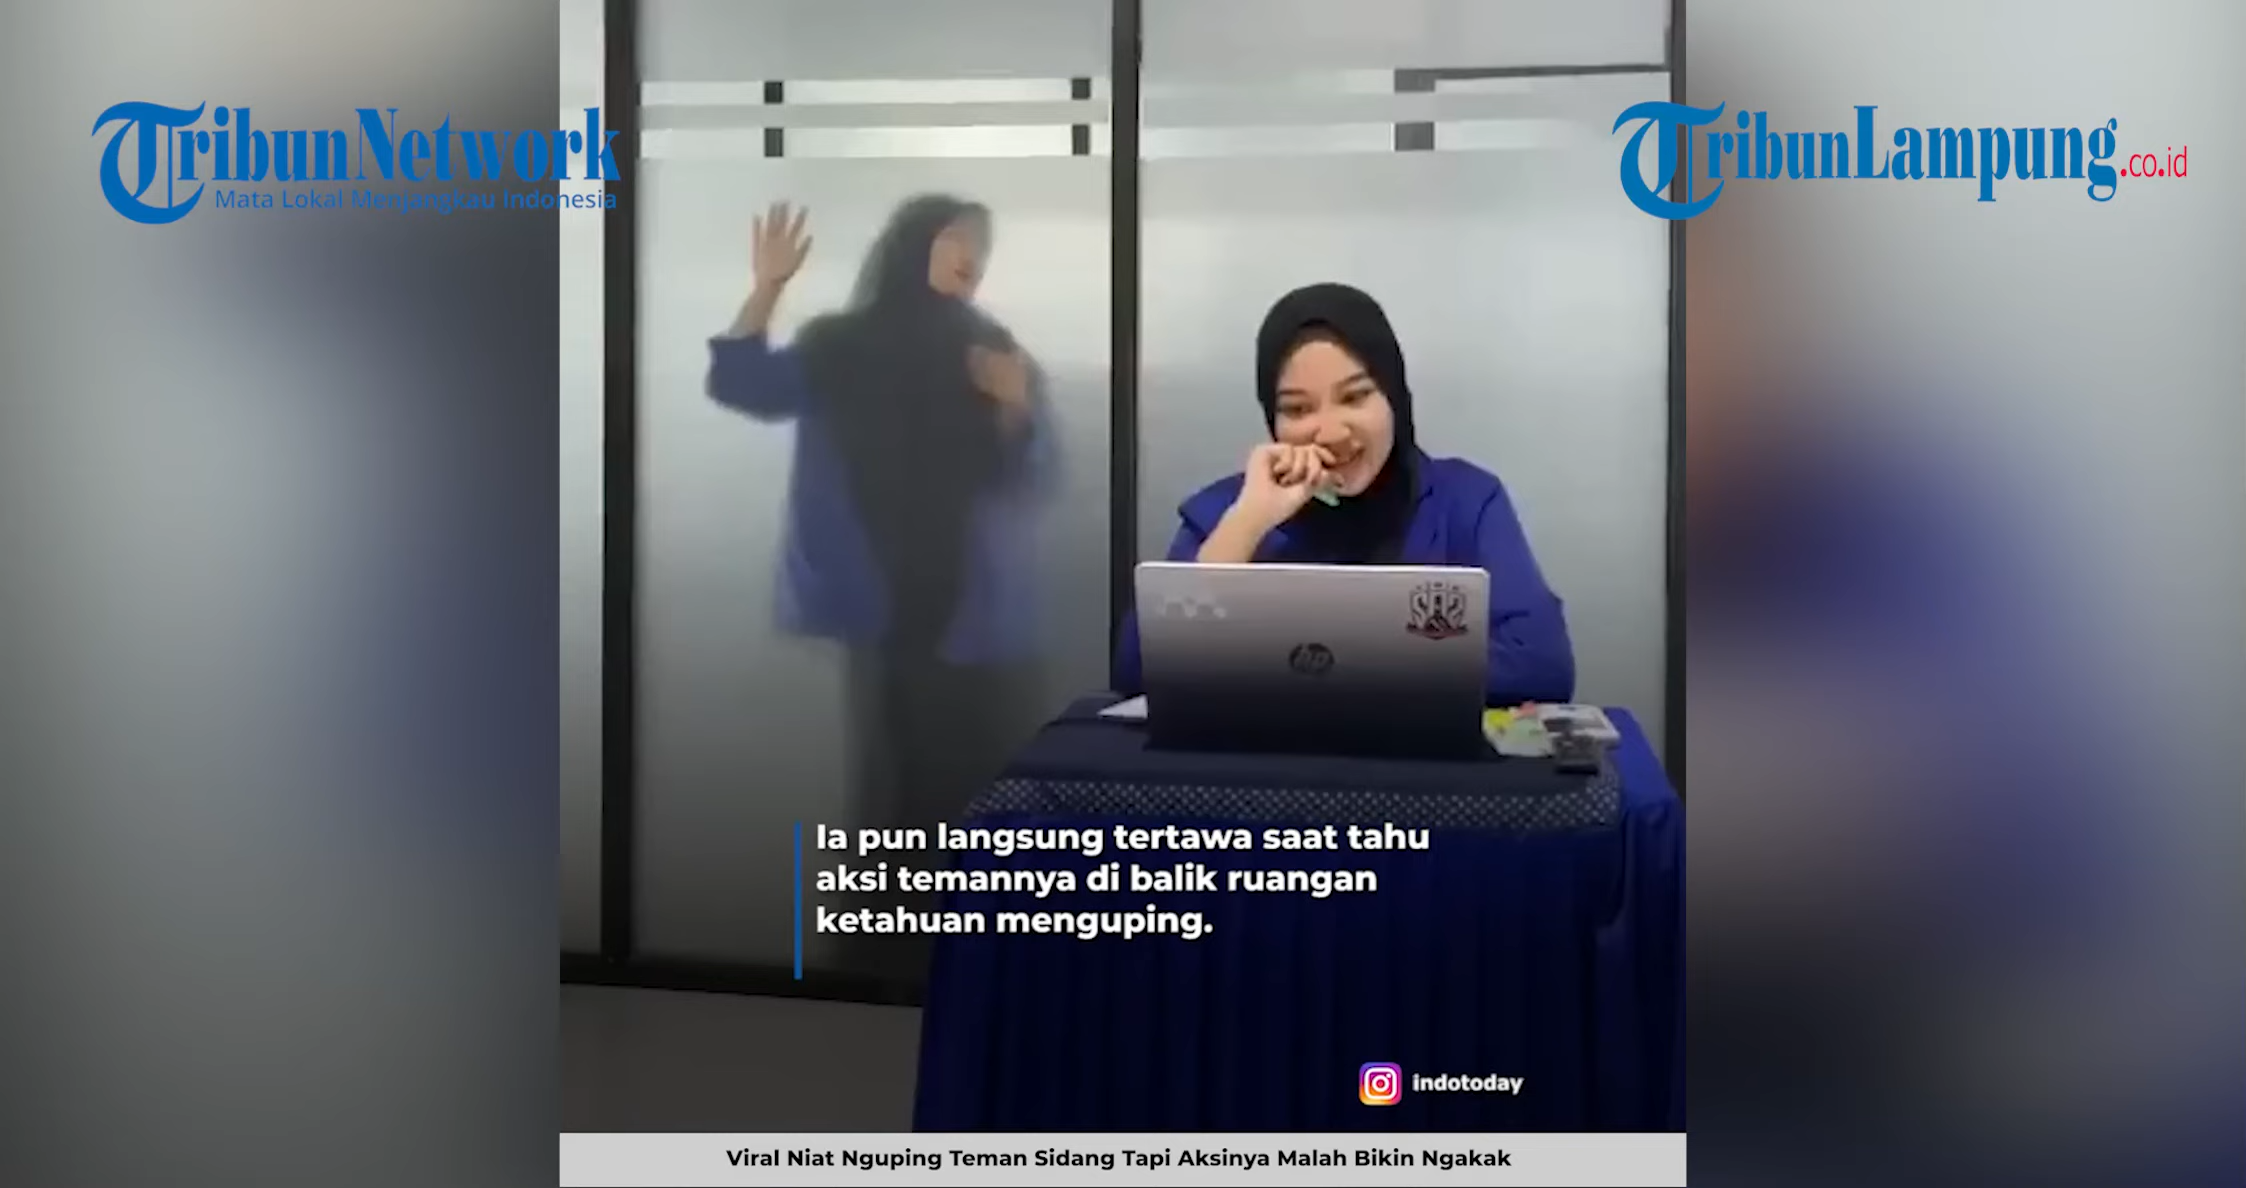 TribunNetwork
Mata Lokal Menjangkau Indonesia
TribunLampung.co.id
hp
Ia pun langsung tertawa saat tahu
aksi temannya di balik ruangan
ketahuan menguping.
indotoday
Viral Niat Nguping Teman Sidang Tapi Aksinya Malah Bikin Ngakak